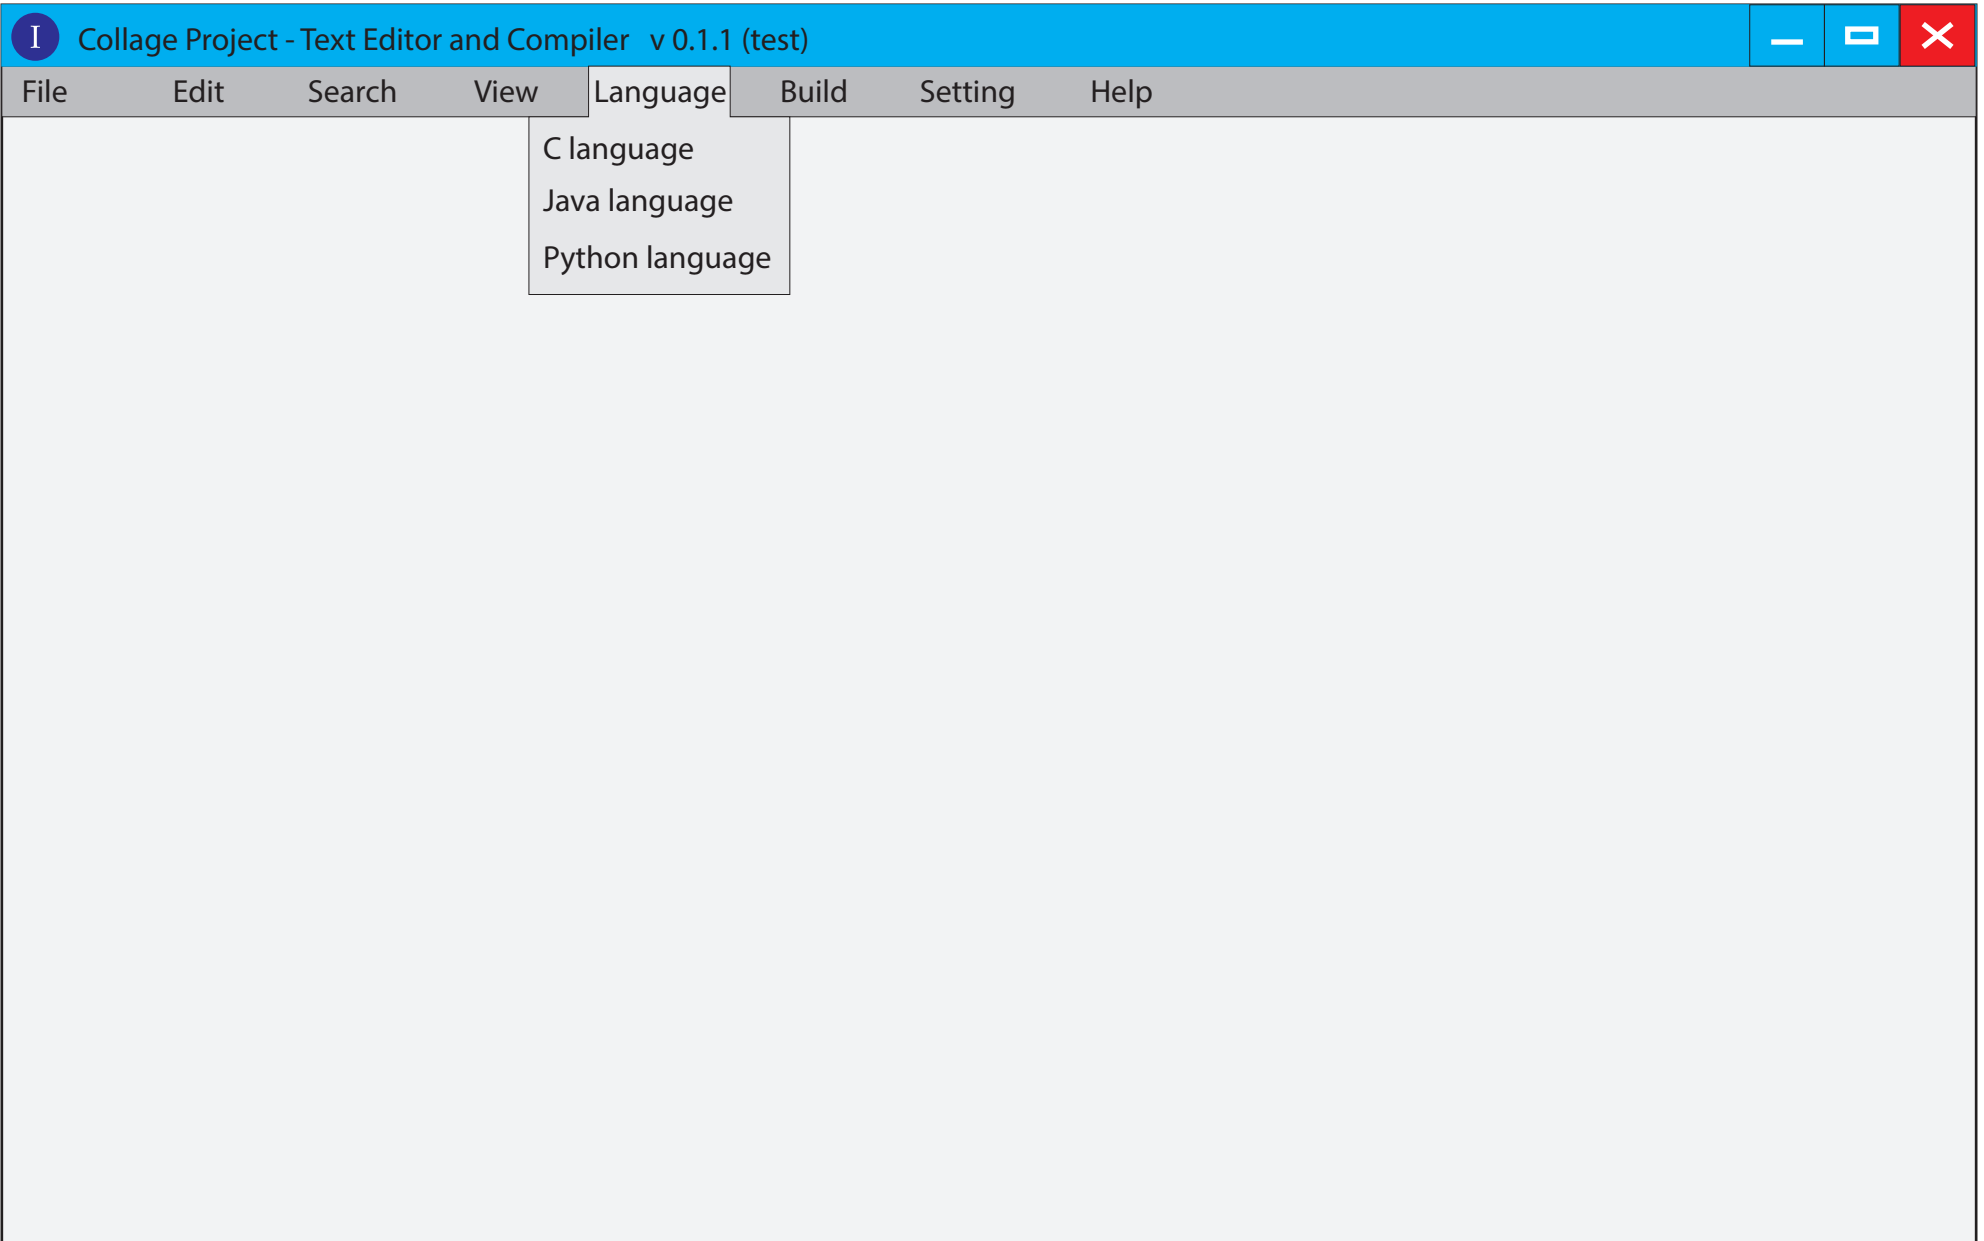 I Collage Project - Text Editor and Compiler v 0.1.1 (test)
File Edit Search View Language Build Setting Help
C language
Java language
Python language